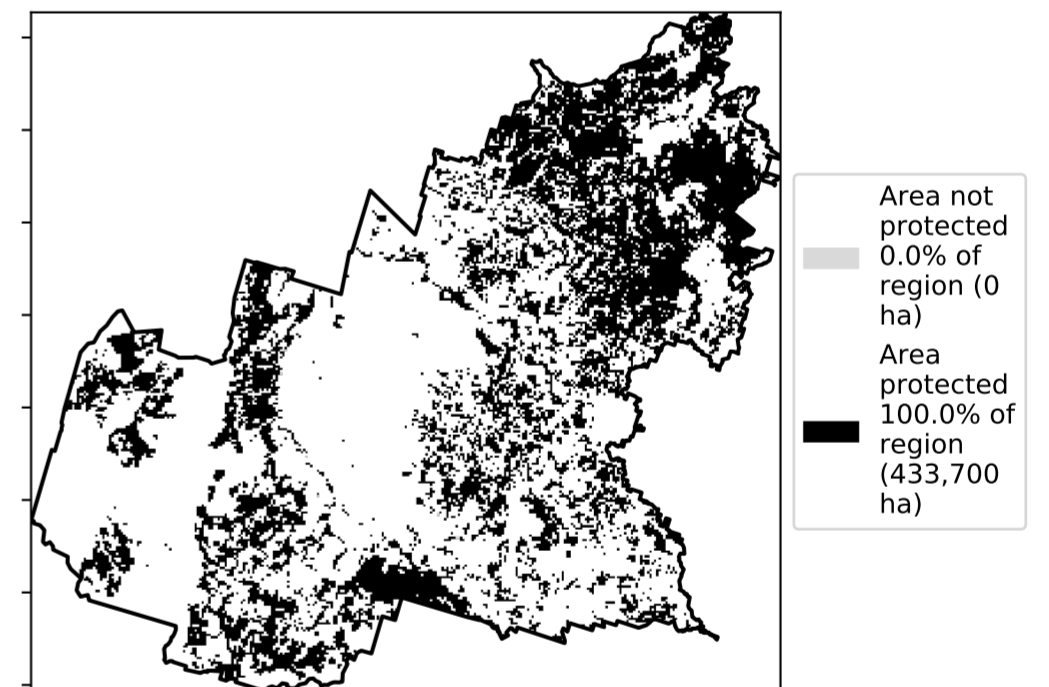 Area not
protected
0.0% of
region (0
ha)
Area
protected
100.0% of
region
(433,700
ha)